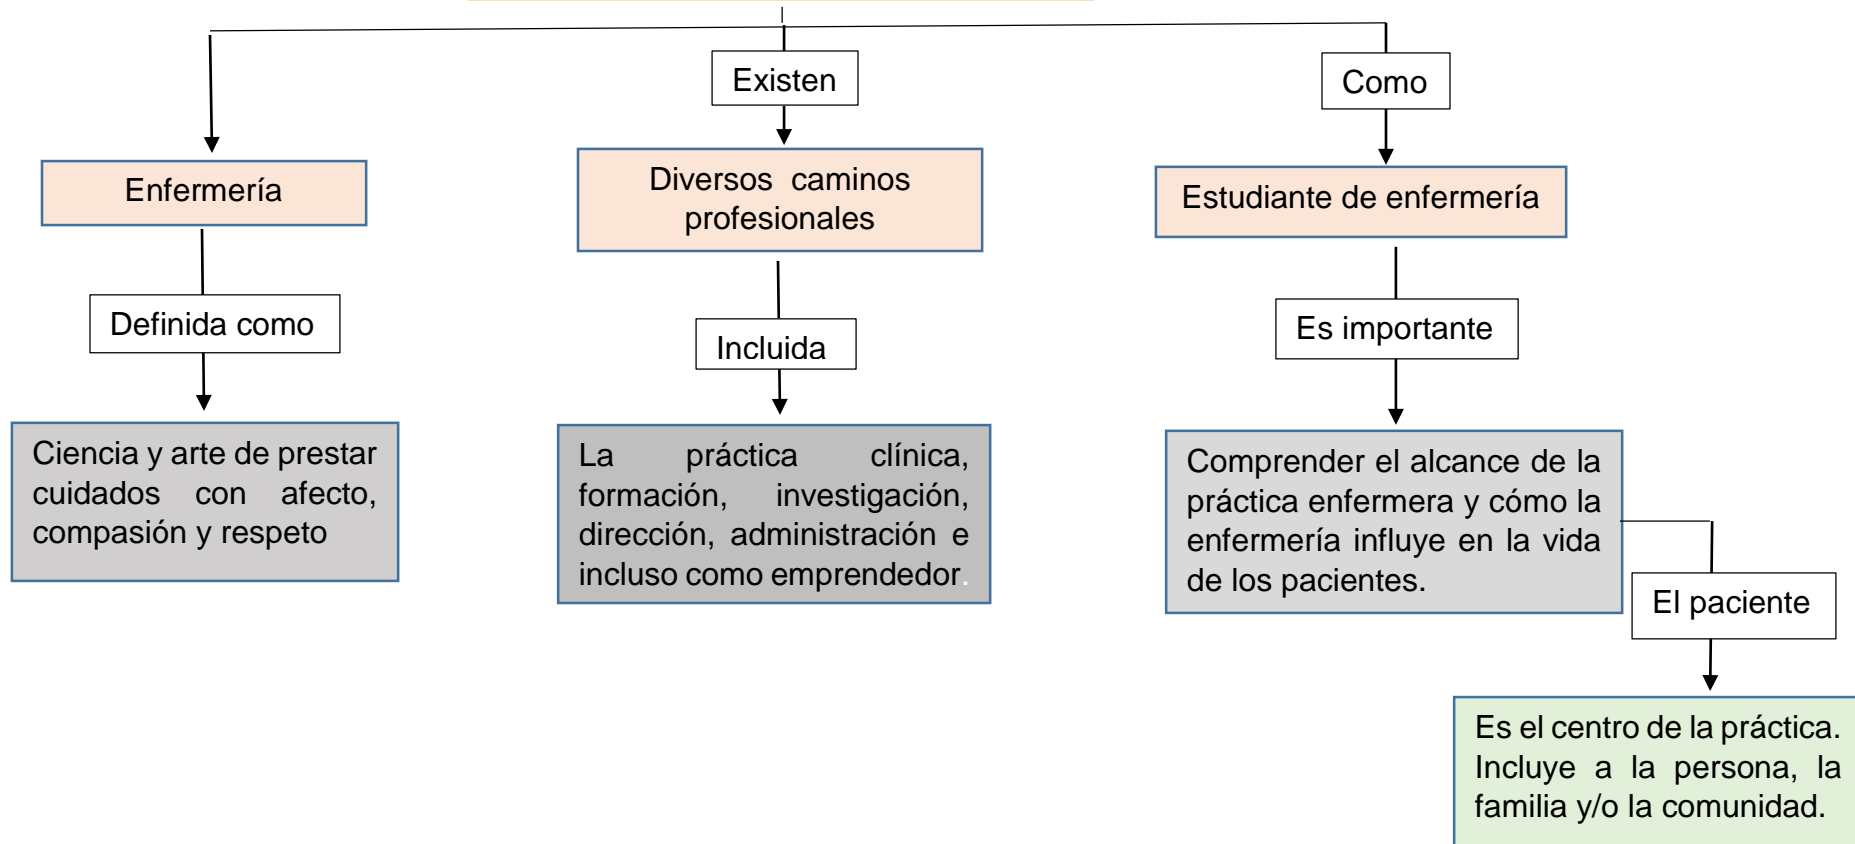 Existen
Como
Enfermería
Diversos caminos
profesionales
Estudiante de enfermería
Definida como
Incluida
Es importante
Ciencia y arte de prestar
cuidados con afecto,
compasión y respeto
La práctica clínica,
formación, investigación,
dirección, administración e
incluso como emprendedor.
Comprender el alcance de la
práctica enfermera y cómo la
enfermería influye en la vida
de los pacientes.
El paciente
Es el centro de la práctica.
Incluye a la persona, la
familia y/o la comunidad.